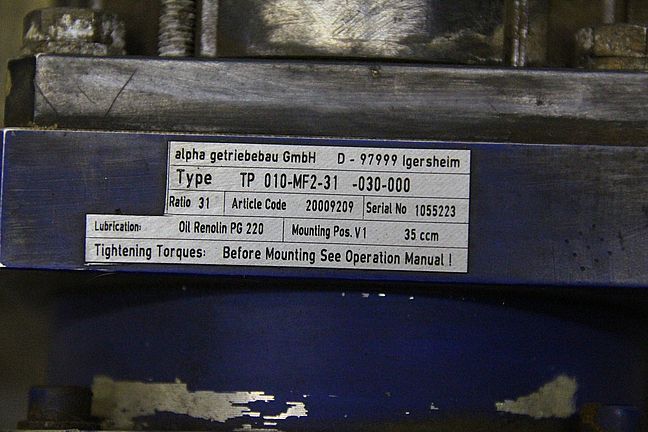 alpha getriebebau GmbH D - 97999 Igersheim
Type TP 010-MF2-31 -030-000
Ratio 31 Article Code 20009209 Serial No 1055223
Lubrication: Oil Renolin PG 220 Mounting Pos. V1 35 ccm
Tightening Torques: Before Mounting See Operation Manual !